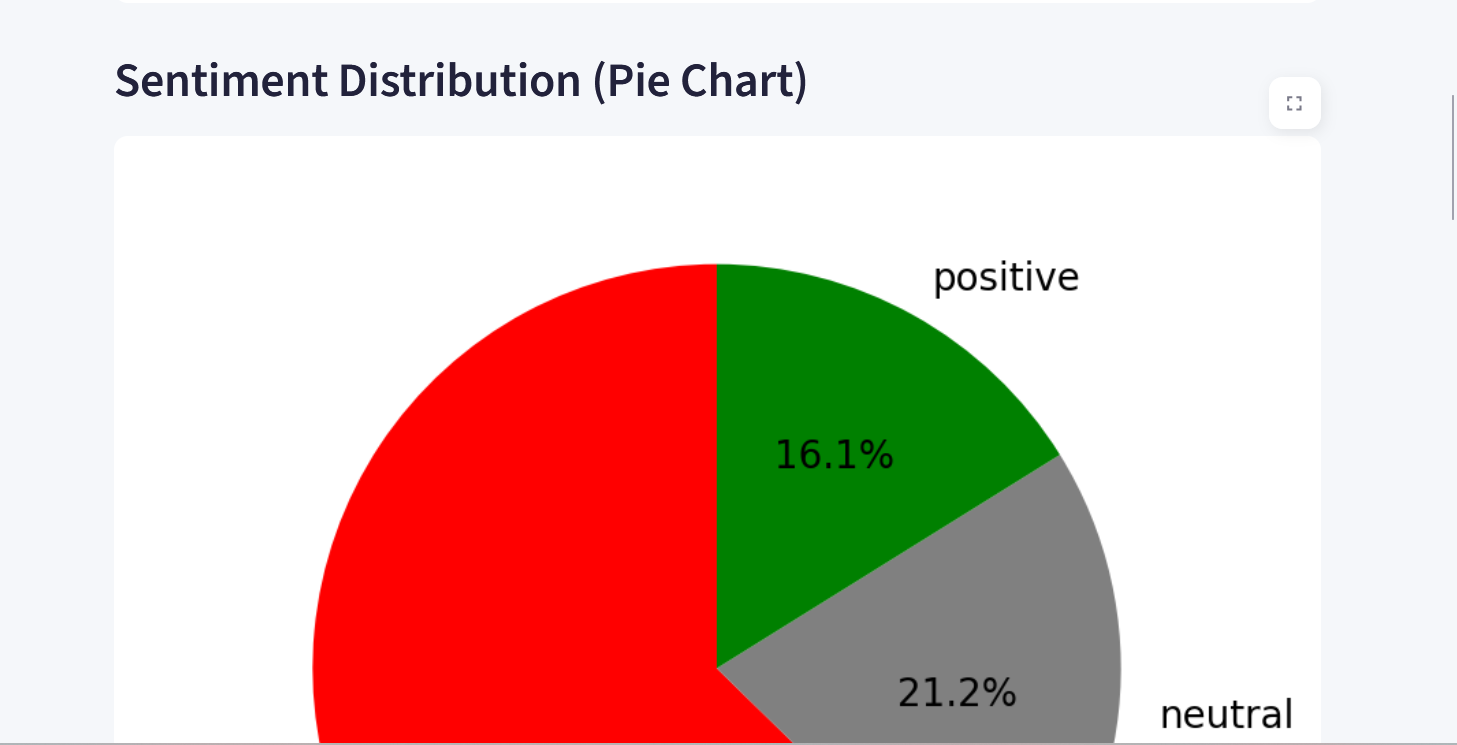 Sentiment Distribution (Pie Chart)
positive
16.1%
21.2%
neutral